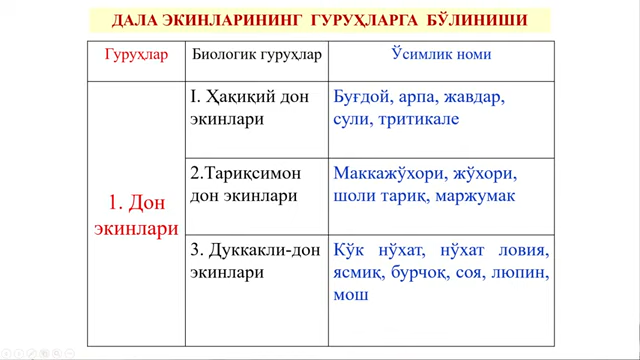 ДАЛА ЭКИНЛАРИНИНГ ГУРУҲЛАРГА БЎЛИНИШИ
Гуруҳлар
Биологик гуруҳлар
Ўсимлик номи
1. Дон
экинлари
I. Ҳақиқий дон
экинлари
Буғдой, арпа, жавдар,
сули, тритикале
2.Тариқсимон
дон экинлари
Маккажўхори, жўхори,
шоли тариқ, маржумак
3. Дуккакли-дон
экинлари
Кўк нўхат, нўхат ловия,
ясмиқ, бурчоқ, соя, люпин,
мош